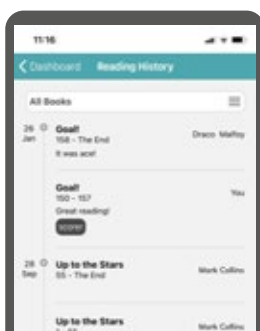 11:16
Dashboard Reading History
All Books
26 Jan
Goal!
158 - The End
Draco Malfoy
It was ace!
Goal!
150 - 157
You
Great reading!
score!
28 Sep
Up to the Stars
55 - The End
Mark Collins
Up to the Stars
Mark Collins